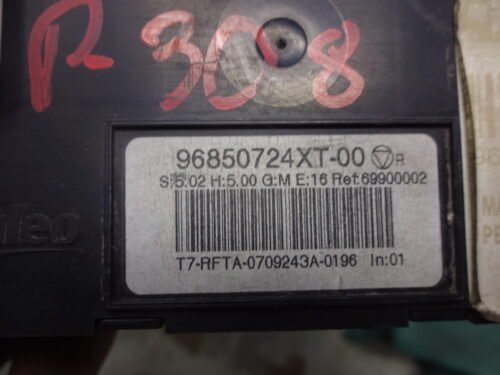 P 308
96850724XT-00 R
S:5.02 H:5.00 G:M E:16 Ref:69900002
T7-RFTA-0709243A-0196 In:01